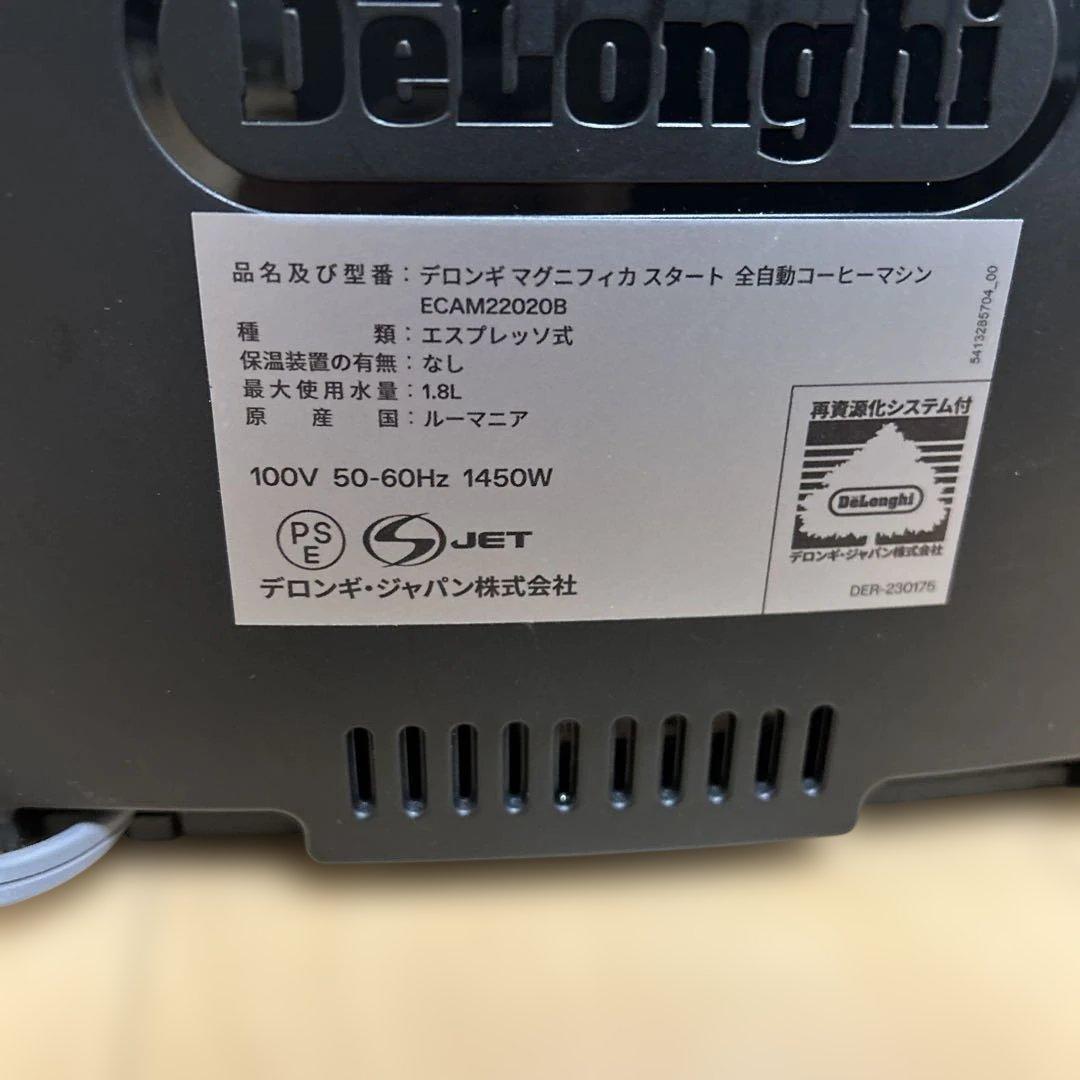 DeLonghi
品名及び型番：デロンギ マグニフィカ スタート 全自動コーヒーマシン
ECAM22020B
種類：エスプレッソ式
保温装置の有無：なし
最大使用水量：1.8L
原産国：ルーマニア
100V 50-60Hz 1450W
PS
E
JET
デロンギ・ジャパン株式会社
5413285704_00
再資源化システム付
DeLonghi
デロンギ・ジャパン株式会社
DER-230175